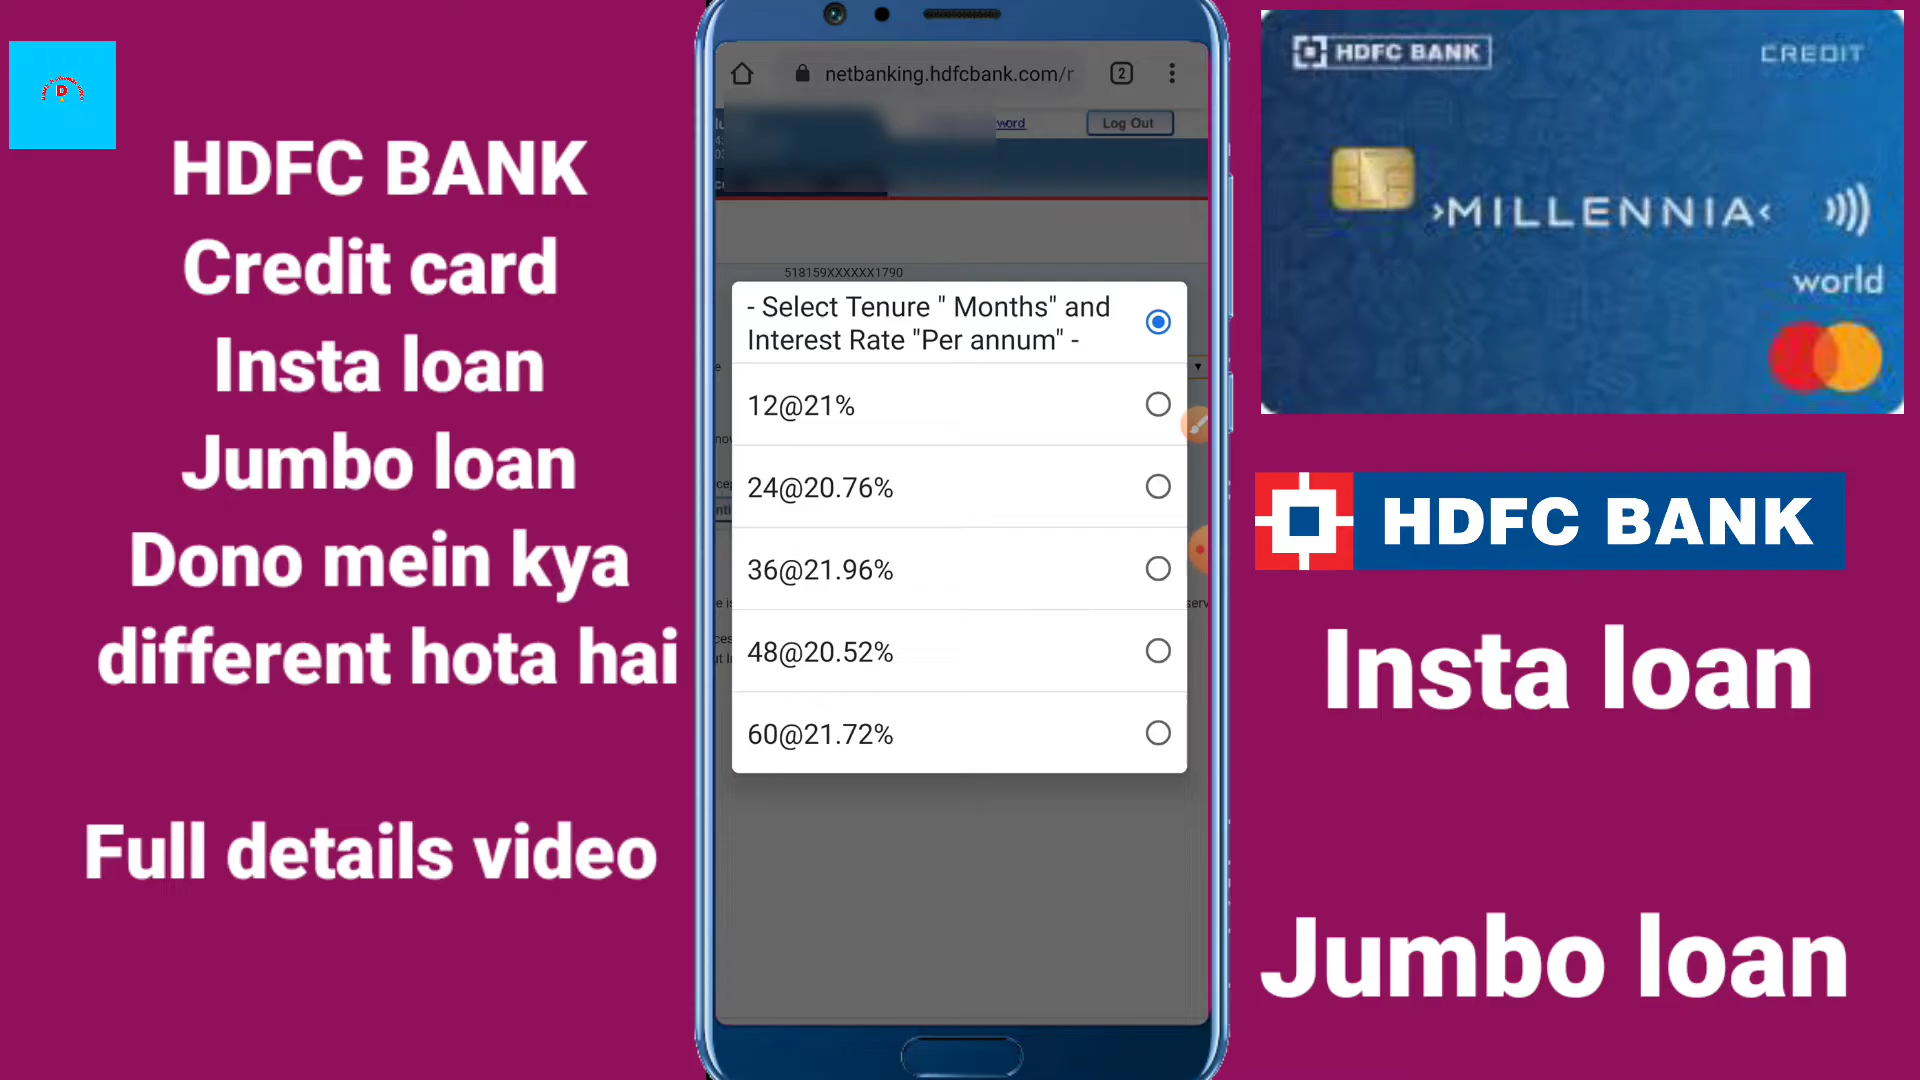 D
HDFC BANK
Credit card
Insta loan
Jumbo loan
Dono mein kya
different hota hai
Full details video
netbanking.hdfcbank.com/r
2
word
Log Out
518159XXXXXX1790
- Select Tenure " Months" and
Interest Rate "Per annum" -
12@21%
24@20.76%
36@21.96%
48@20.52%
60@21.72%
HDFC BANK
CREDIT
›MILLENNIA‹
world
HDFC BANK
Insta loan
Jumbo loan